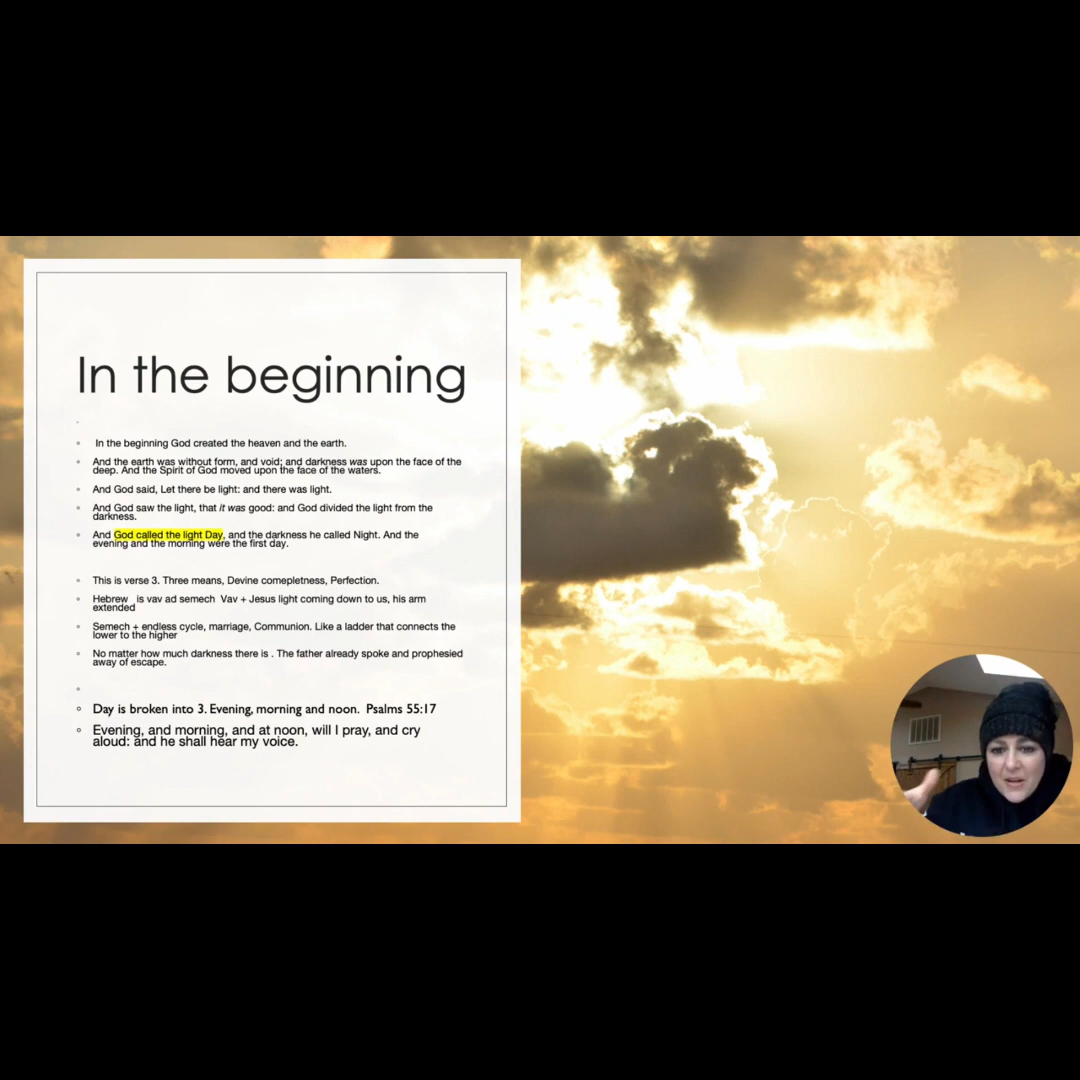 In the beginning
In the beginning God created the heaven and the earth.
And the earth was without form, and void; and darkness was upon the face of the
deep. And the Spirit of God moved upon the face of the waters.
And God said, Let there be light: and there was light.
And God saw the light, that it was good: and God divided the light from the
darkness.
And God called the light Day, and the darkness he called Night. And the
evening and the morning were the first day.
This is verse 3. Three means, Devine comepletness, Perfection.
Hebrew is vav ad semech Vav + Jesus light coming down to us, his arm
extended
Semech + endless cycle, marriage, Communion. Like a ladder that connects the
lower to the higher
No matter how much darkness there is . The father already spoke and prophesied
away of escape.
Day is broken into 3. Evening, morning and noon. Psalms 55:17
Evening, and morning, and at noon, will I pray, and cry
aloud: and he shall hear my voice.